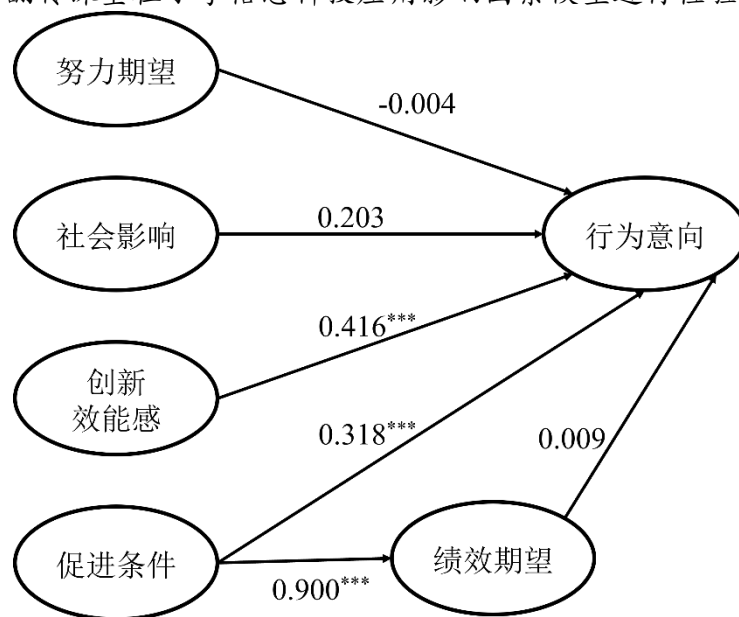 努力期望
-0.004
社会影响
0.203
行为意向
创新
效能感
0.416***
0.318***
0.009
促进条件
0.900***
绩效期望